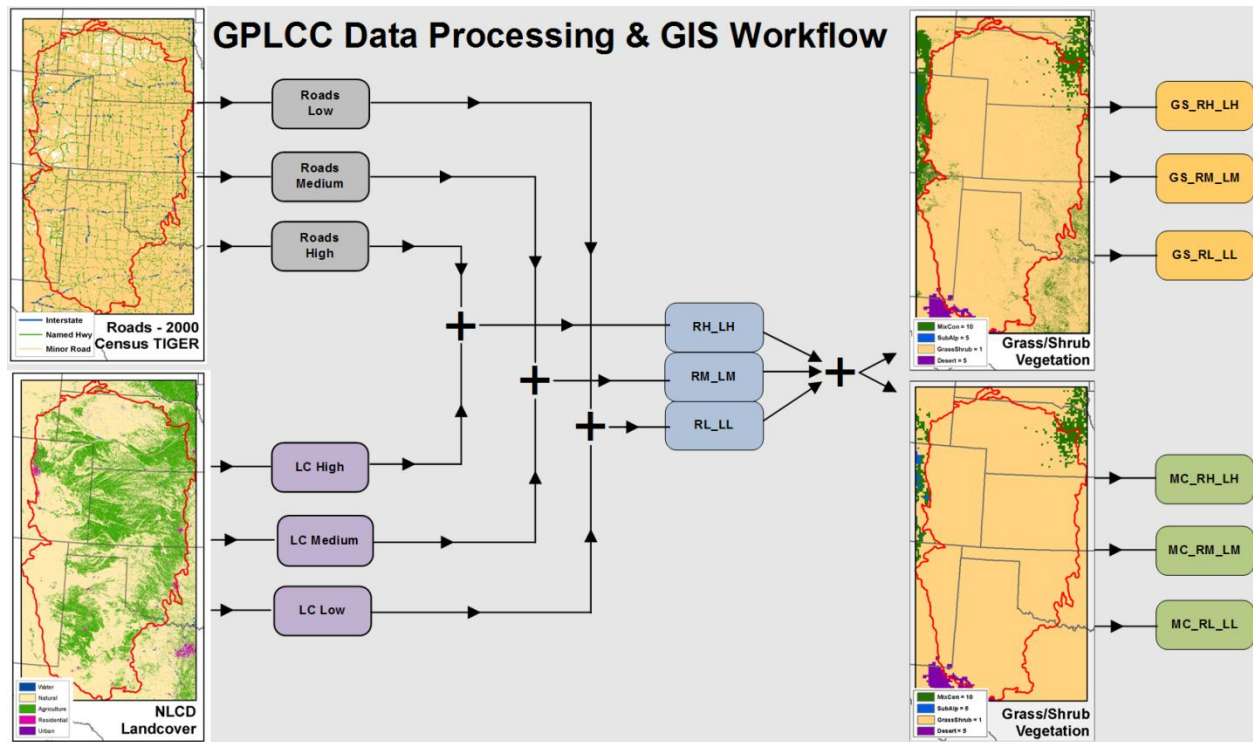 GPLCC Data Processing & GIS Workflow
Interstate
Named Hwy
Minor Road
Roads - 2000
Census TIGER
Roads
Low
Roads
Medium
Roads
High
Water
Natural
Agriculture
Residential
Urban
NLCD
Landcover
LC High
LC Medium
LC Low
+
+
+
RH_LH
RM_LM
RL_LL
+
MixCon = 10
SubAlp = 5
GrassShrub = 1
Desert = 5
Grass/Shrub
Vegetation
GS_RH_LH
GS_RM_LM
GS_RL_LL
MixCon = 10
SubAlp = 5
GrassShrub = 1
Desert = 5
Grass/Shrub
Vegetation
MC_RH_LH
MC_RM_LM
MC_RL_LL